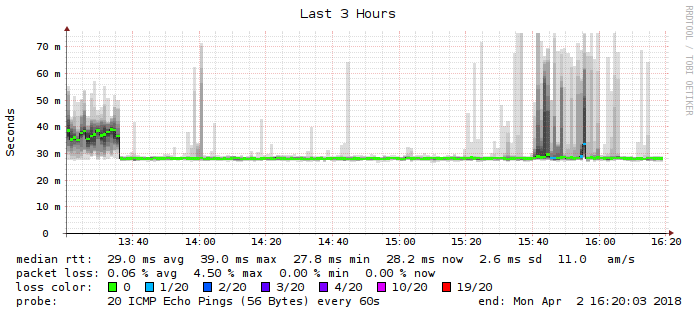 Last 3 Hours
RRDTOOL / TOBI OETIKER
Seconds
70 m
60 m
50 m
40 m
30 m
20 m
10 m
0
13:40 14:00 14:20 14:40 15:00 15:20 15:40 16:00 16:20
median rtt: 29.0 ms avg 39.0 ms max 27.8 ms min 28.2 ms now 2.6 ms sd 11.0 am/s
packet loss: 0.06 % avg 4.50 % max 0.00 % min 0.00 % now
loss color: 0 1/20 2/20 3/20 4/20 10/20 19/20
probe: 20 ICMP Echo Pings (56 Bytes) every 60s end: Mon Apr 2 16:20:03 2018